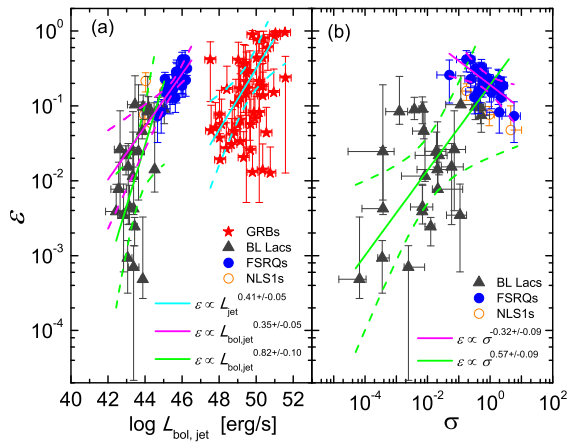 (a)
(b)
ε
10⁰
10⁻¹
10⁻²
10⁻³
10⁻⁴
GRBs
BL Lacs
FSRQs
NLS1s
ε ∝ L_jet^0.41+/-0.05
ε ∝ L_bol,jet^0.35+/-0.05
ε ∝ L_bol,jet^0.82+/-0.10
40 42 44 46 48 50 52
log L_bol, jet [erg/s]
BL Lacs
FSRQs
NLS1s
ε ∝ σ^-0.32+/-0.09
ε ∝ σ^0.57+/-0.09
10⁻⁴ 10⁻² 10⁰ 10²
σ